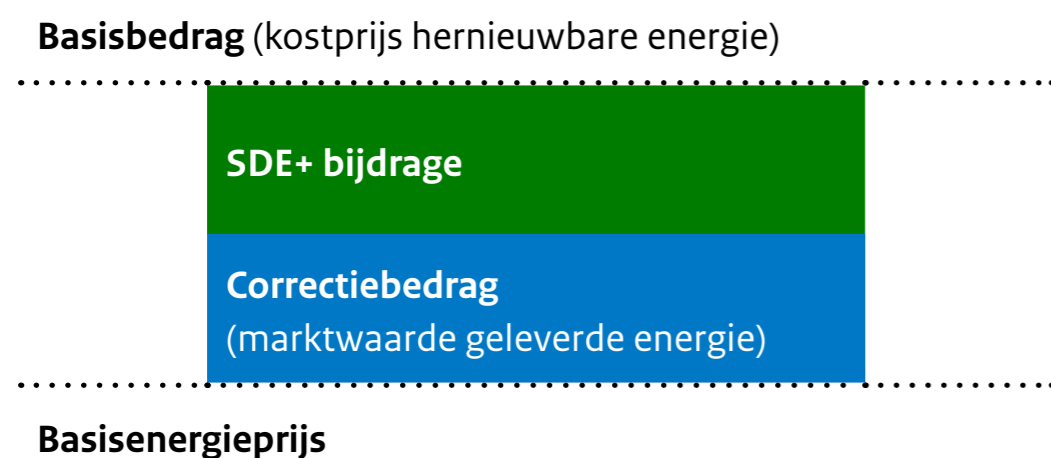 Basisbedrag (kostprijs hernieuwbare energie)
SDE+ bijdrage
Correctiebedrag
(marktwaarde geleverde energie)
Basisenergieprijs